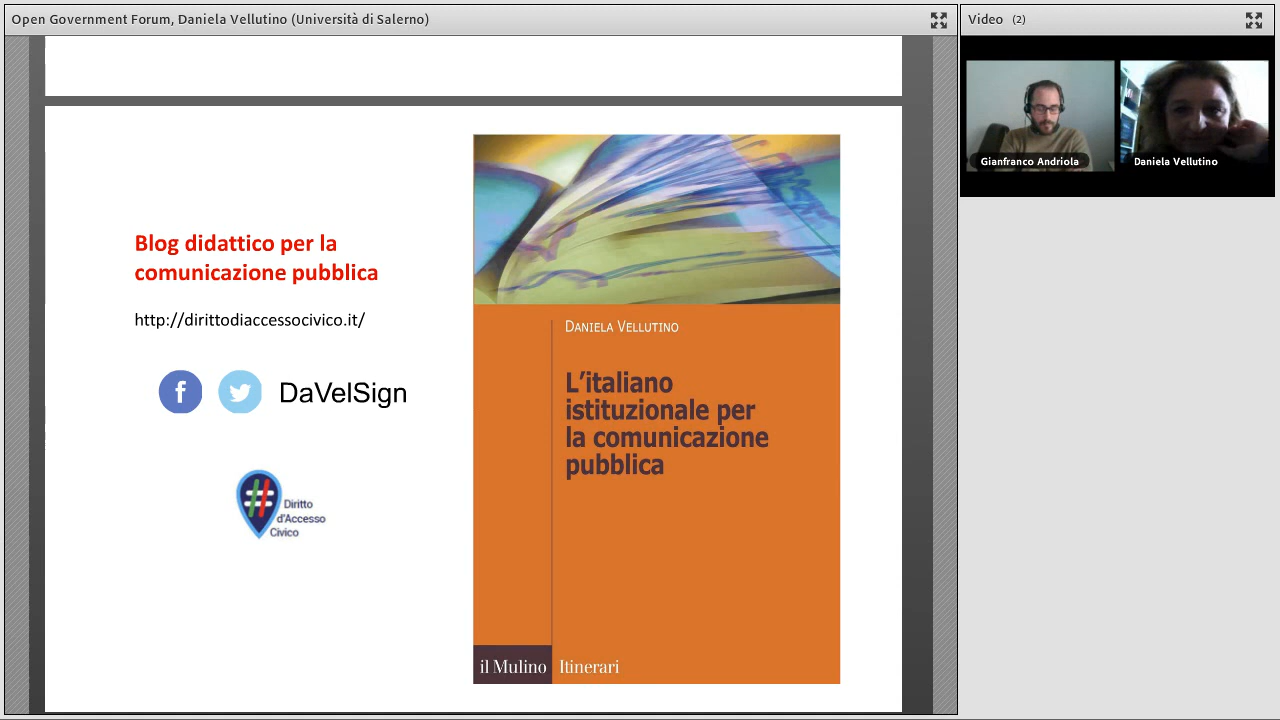 Open Government Forum, Daniela Vellutino (Università di Salerno)
Video (2)
Gianfranco Andriola
Daniela Vellutino
Blog didattico per la
comunicazione pubblica
http://dirittodiaccessocivico.it/
f
DaVelSign
#
Diritto
d'Accesso
Civico
Daniela Vellutino
L'italiano
istituzionale per
la comunicazione
pubblica
il Mulino
Itinerari